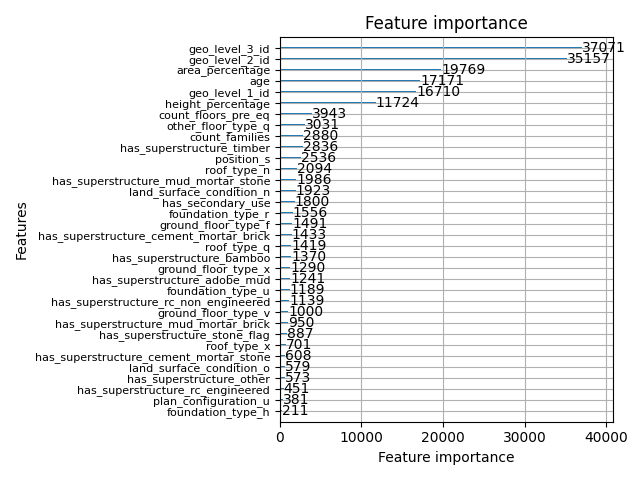 Feature importance
geo_level_3_id 37071
geo_level_2_id 35157
area_percentage 19769
age 17171
geo_level_1_id 16710
height_percentage 11724
count_floors_pre_eq 3943
other_floor_type_q 3031
count_families 2880
has_superstructure_timber 2836
position_s 2536
roof_type_n 2094
has_superstructure_mud_mortar_stone 1986
land_surface_condition_n 1923
has_secondary_use 1800
foundation_type_r 1556
ground_floor_type_f 1491
has_superstructure_cement_mortar_brick 1433
roof_type_q 1419
has_superstructure_bamboo 1370
ground_floor_type_x 1290
has_superstructure_adobe_mud 1241
foundation_type_u 1189
has_superstructure_rc_non_engineered 1139
ground_floor_type_v 1000
has_superstructure_mud_mortar_brick 950
has_superstructure_stone_flag 887
roof_type_x 701
has_superstructure_cement_mortar_stone 608
land_surface_condition_o 579
has_superstructure_other 573
has_superstructure_rc_engineered 451
plan_configuration_u 381
foundation_type_h 211
Features
0 10000 20000 30000 40000
Feature importance